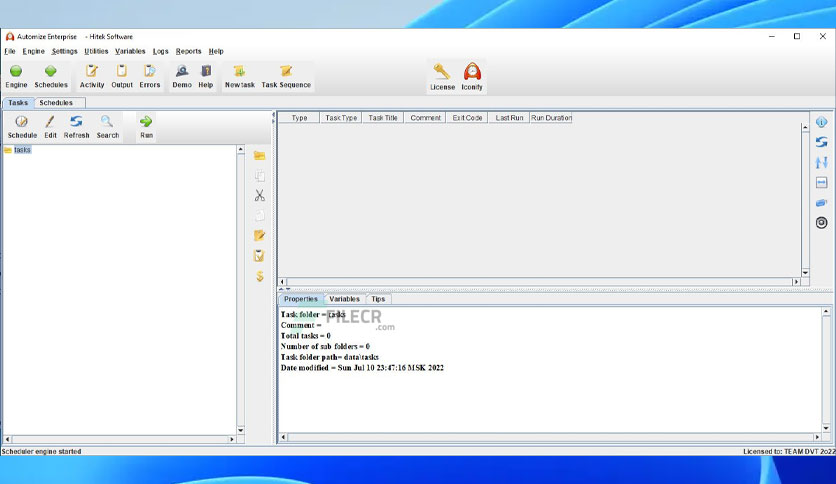 Automize Enterprise - Hitek Software
File Engine Settings Utilities Variables Logs Reports Help
Engine Schedules Activity Output Errors Demo Help New task Task Sequence License Iconify
Tasks Schedules
Schedule Edit Refresh Search Run
Type Task Type Task Title Comment Exit Code Last Run Run Duration
tasks
Properties Variables Tips
Task folder = tasks
FILECR
.com
Comment =
Total tasks = 0
Number of sub folders = 0
Task folder path= data\tasks
Date modified = Sun Jul 10 23:47:16 MSK 2022
Scheduler engine started
Licensed to: TEAM DVT 2o22